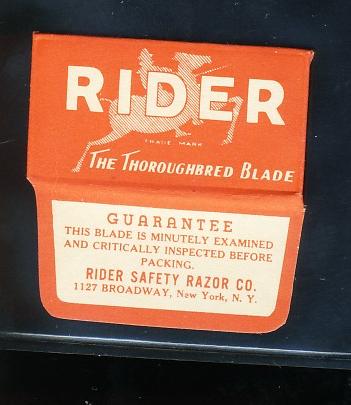 RIDER
TRADE MARK
THE THOROUGHBRED BLADE
GUARANTEE
THIS BLADE IS MINUTELY EXAMINED
AND CRITICALLY INSPECTED BEFORE
PACKING.
RIDER SAFETY RAZOR CO.
1127 BROADWAY, New York, N. Y.